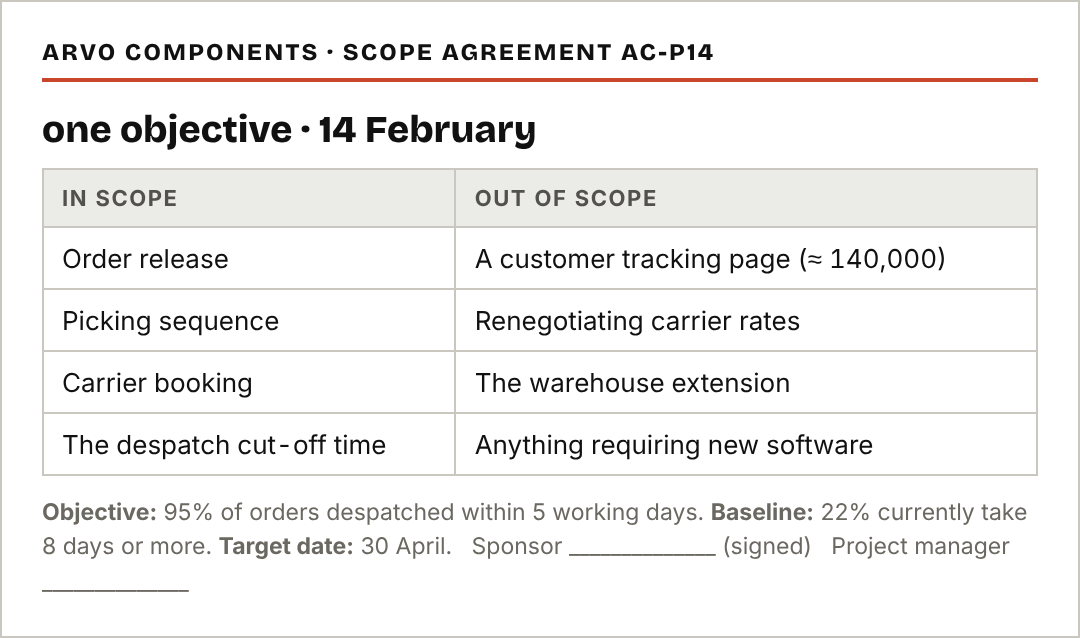 ARVO COMPONENTS · SCOPE AGREEMENT AC-P14
one objective · 14 February
IN SCOPE
OUT OF SCOPE
Order release
A customer tracking page (≈ 140,000)
Picking sequence
Renegotiating carrier rates
Carrier booking
The warehouse extension
The despatch cut-off time
Anything requiring new software
Objective: 95% of orders despatched within 5 working days. Baseline: 22% currently take
8 days or more. Target date: 30 April. Sponsor ______________ (signed) Project manager
______________